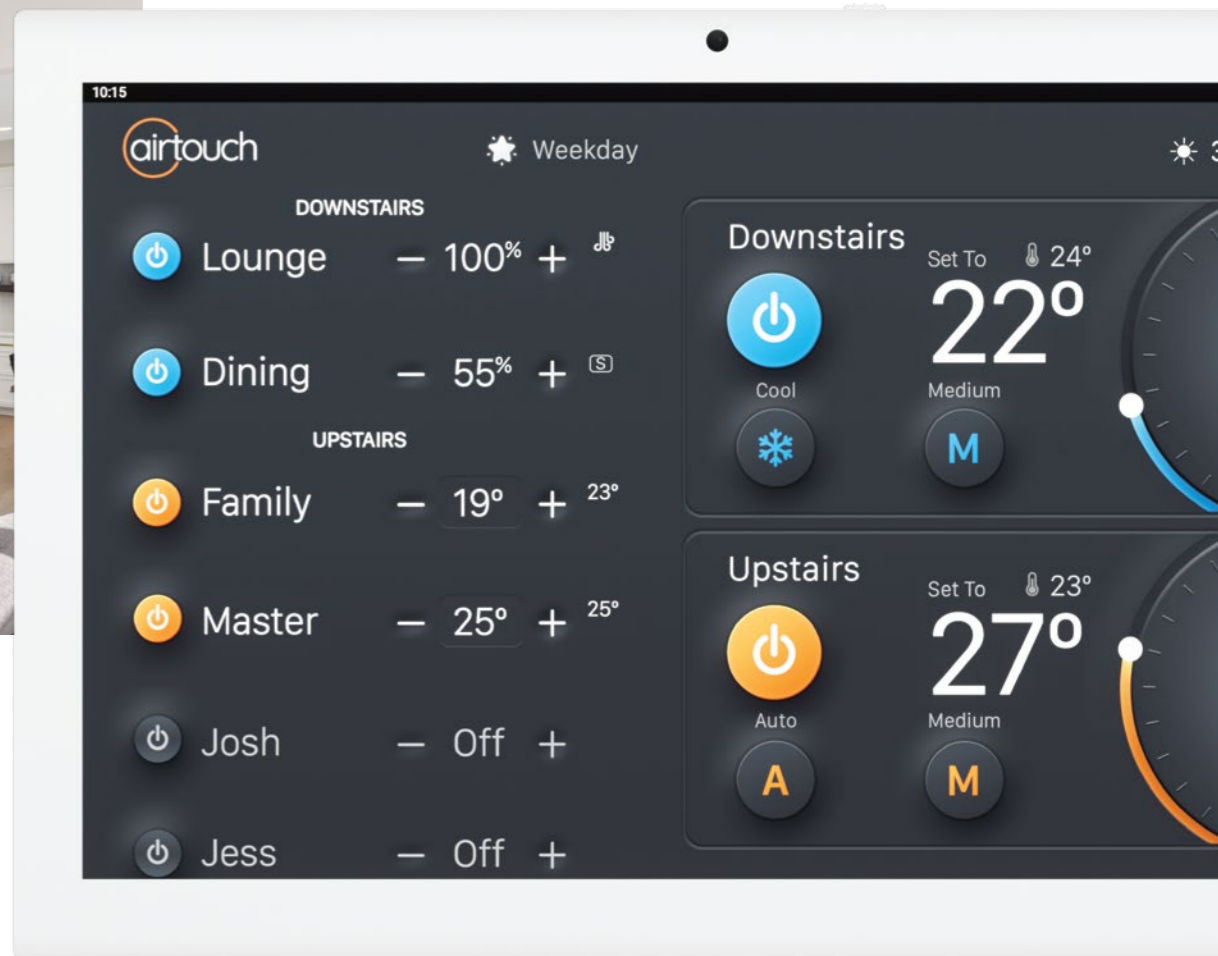 10:15
airtouch
Weekday
3
DOWNSTAIRS
Lounge – 100% +
Dining – 55% + S
UPSTAIRS
Family – 19° + 23°
Master – 25° + 25°
Josh – Off +
Jess – Off +
Downstairs
Set To 24°
22°
Cool
Medium
M
Upstairs
Set To 23°
27°
Auto
Medium
A
M